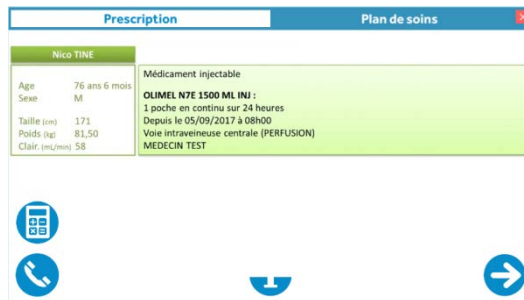 Prescription
Plan de soins
Nico TINE
Age 76 ans 6 mois
Sexe M
Taille (cm) 171
Poids (kg) 81,50
Clair. (mL/min) 58
Médicament injectable
OLIMEL N7E 1500 ML INJ :
1 poche en continu sur 24 heures
Depuis le 05/09/2017 à 08h00
Voie intraveineuse centrale (PERFUSION)
MEDECIN TEST